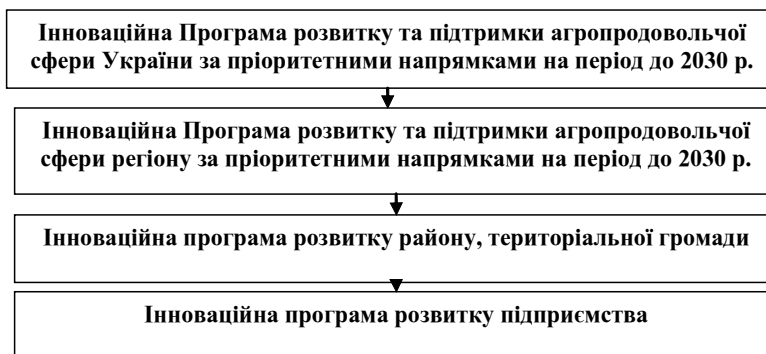 Інноваційна Програма розвитку та підтримки агропродовольчої
сфери України за пріоритетними напрямками на період до 2030 р.
Інноваційна Програма розвитку та підтримки агропродовольчої
сфери регіону за пріоритетними напрямками на період до 2030 р.
Інноваційна програма розвитку району, територіальної громади
Інноваційна програма розвитку підприємства